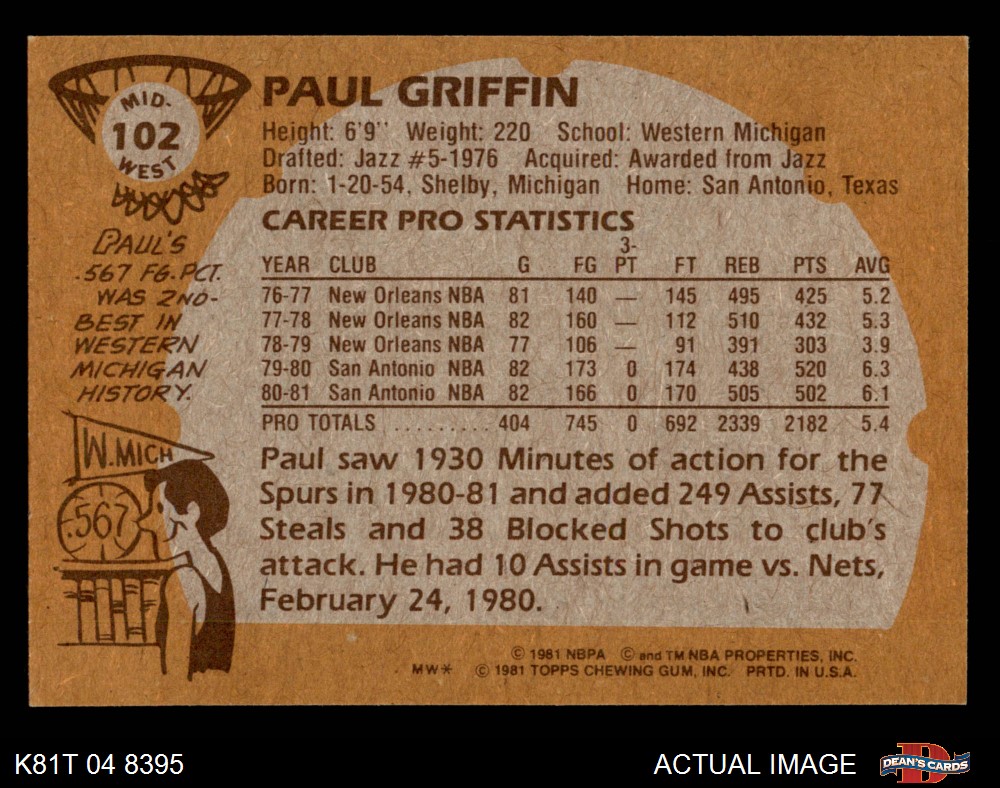 MID-
102
WEST
PAUL GRIFFIN
Height: 6'9" Weight: 220 School: Western Michigan
Drafted: Jazz #5-1976 Acquired: Awarded from Jazz
Born: 1-20-54, Shelby, Michigan Home: San Antonio, Texas
PAUL'S
.567 FG. PCT.
WAS 2ND-
BEST IN
WESTERN
MICHIGAN
HISTORY.
W. MICH
.567
CAREER PRO STATISTICS
YEAR CLUB G FG 3-PT FT REB PTS AVG
76-77 New Orleans NBA 81 140 — 145 495 425 5.2
77-78 New Orleans NBA 82 160 — 112 510 432 5.3
78-79 New Orleans NBA 77 106 — 91 391 303 3.9
79-80 San Antonio NBA 82 173 0 174 438 520 6.3
80-81 San Antonio NBA 82 166 0 170 505 502 6.1
PRO TOTALS ......... 404 745 0 692 2339 2182 5.4
Paul saw 1930 Minutes of action for the
Spurs in 1980-81 and added 249 Assists, 77
Steals and 38 Blocked Shots to club's
attack. He had 10 Assists in game vs. Nets,
February 24, 1980.
© 1981 NBPA © and TM NBA PROPERTIES, INC.
MW* © 1981 TOPPS CHEWING GUM, INC. PRTD. IN U.S.A.
K81T 04 8395
ACTUAL IMAGE
D
DEAN'S CARDS